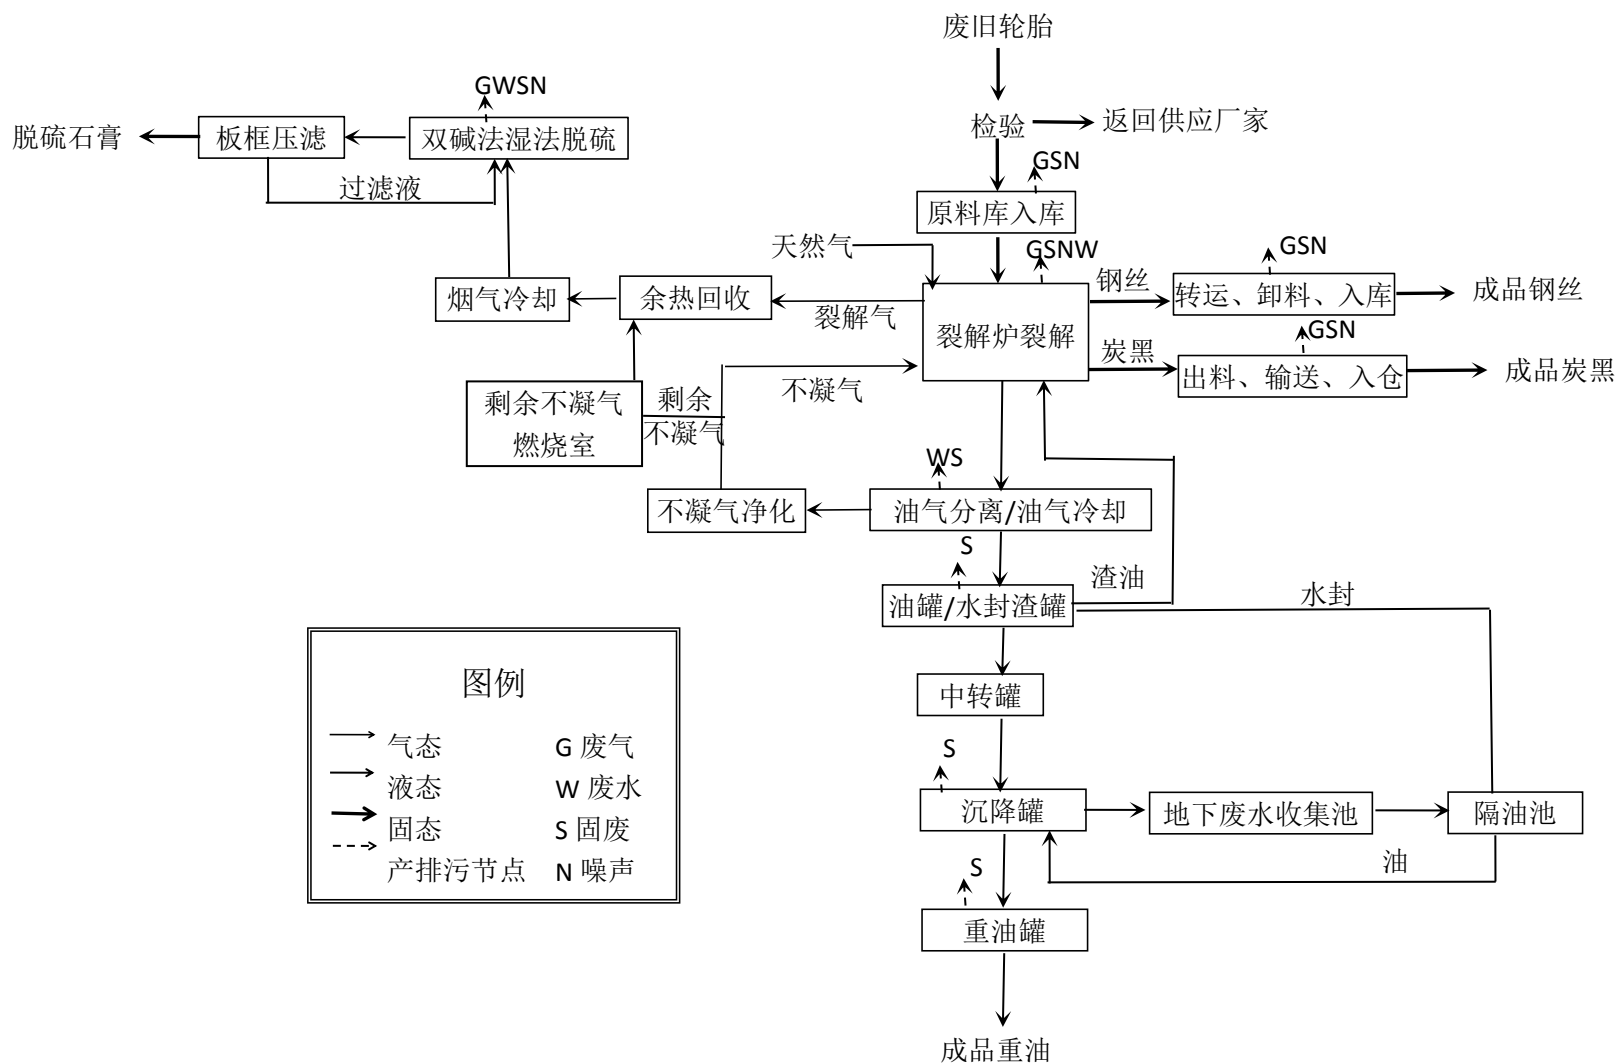 废旧轮胎
GWSN
脱硫石膏
板框压滤
双碱法湿法脱硫
检验
返回供应厂家
过滤液
GSN
原料库入库
天然气
GSNW
GSN
烟气冷却
余热回收
裂解气
钢丝
转运、卸料、入库
成品钢丝
裂解炉裂解
GSN
炭黑
出料、输送、入仓
成品炭黑
不凝气
剩余不凝气
燃烧室
剩余
不凝气
WS
不凝气净化
油气分离/油气冷却
S
渣油
油罐/水封渣罐
水封
图例
气态
G 废气
液态
W 废水
固态
S 固废
产排污节点
N 噪声
中转罐
S
沉降罐
地下废水收集池
隔油池
油
S
重油罐
成品重油